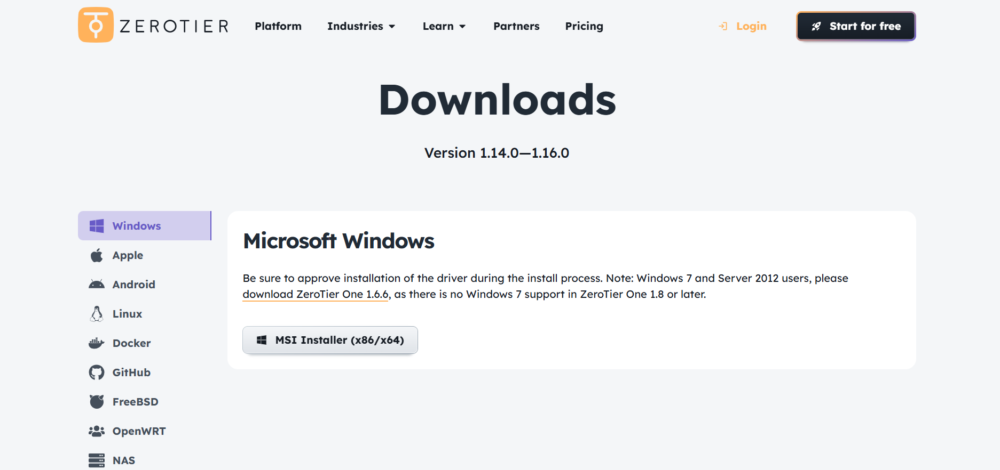 ZEROTIER
Platform
Industries
Learn
Partners
Pricing
Login
Start for free
Downloads
Version 1.14.0—1.16.0
Windows
Apple
Android
Linux
Docker
GitHub
FreeBSD
OpenWRT
NAS
Microsoft Windows
Be sure to approve installation of the driver during the install process. Note: Windows 7 and Server 2012 users, please
download ZeroTier One 1.6.6, as there is no Windows 7 support in ZeroTier One 1.8 or later.
MSI Installer (x86/x64)